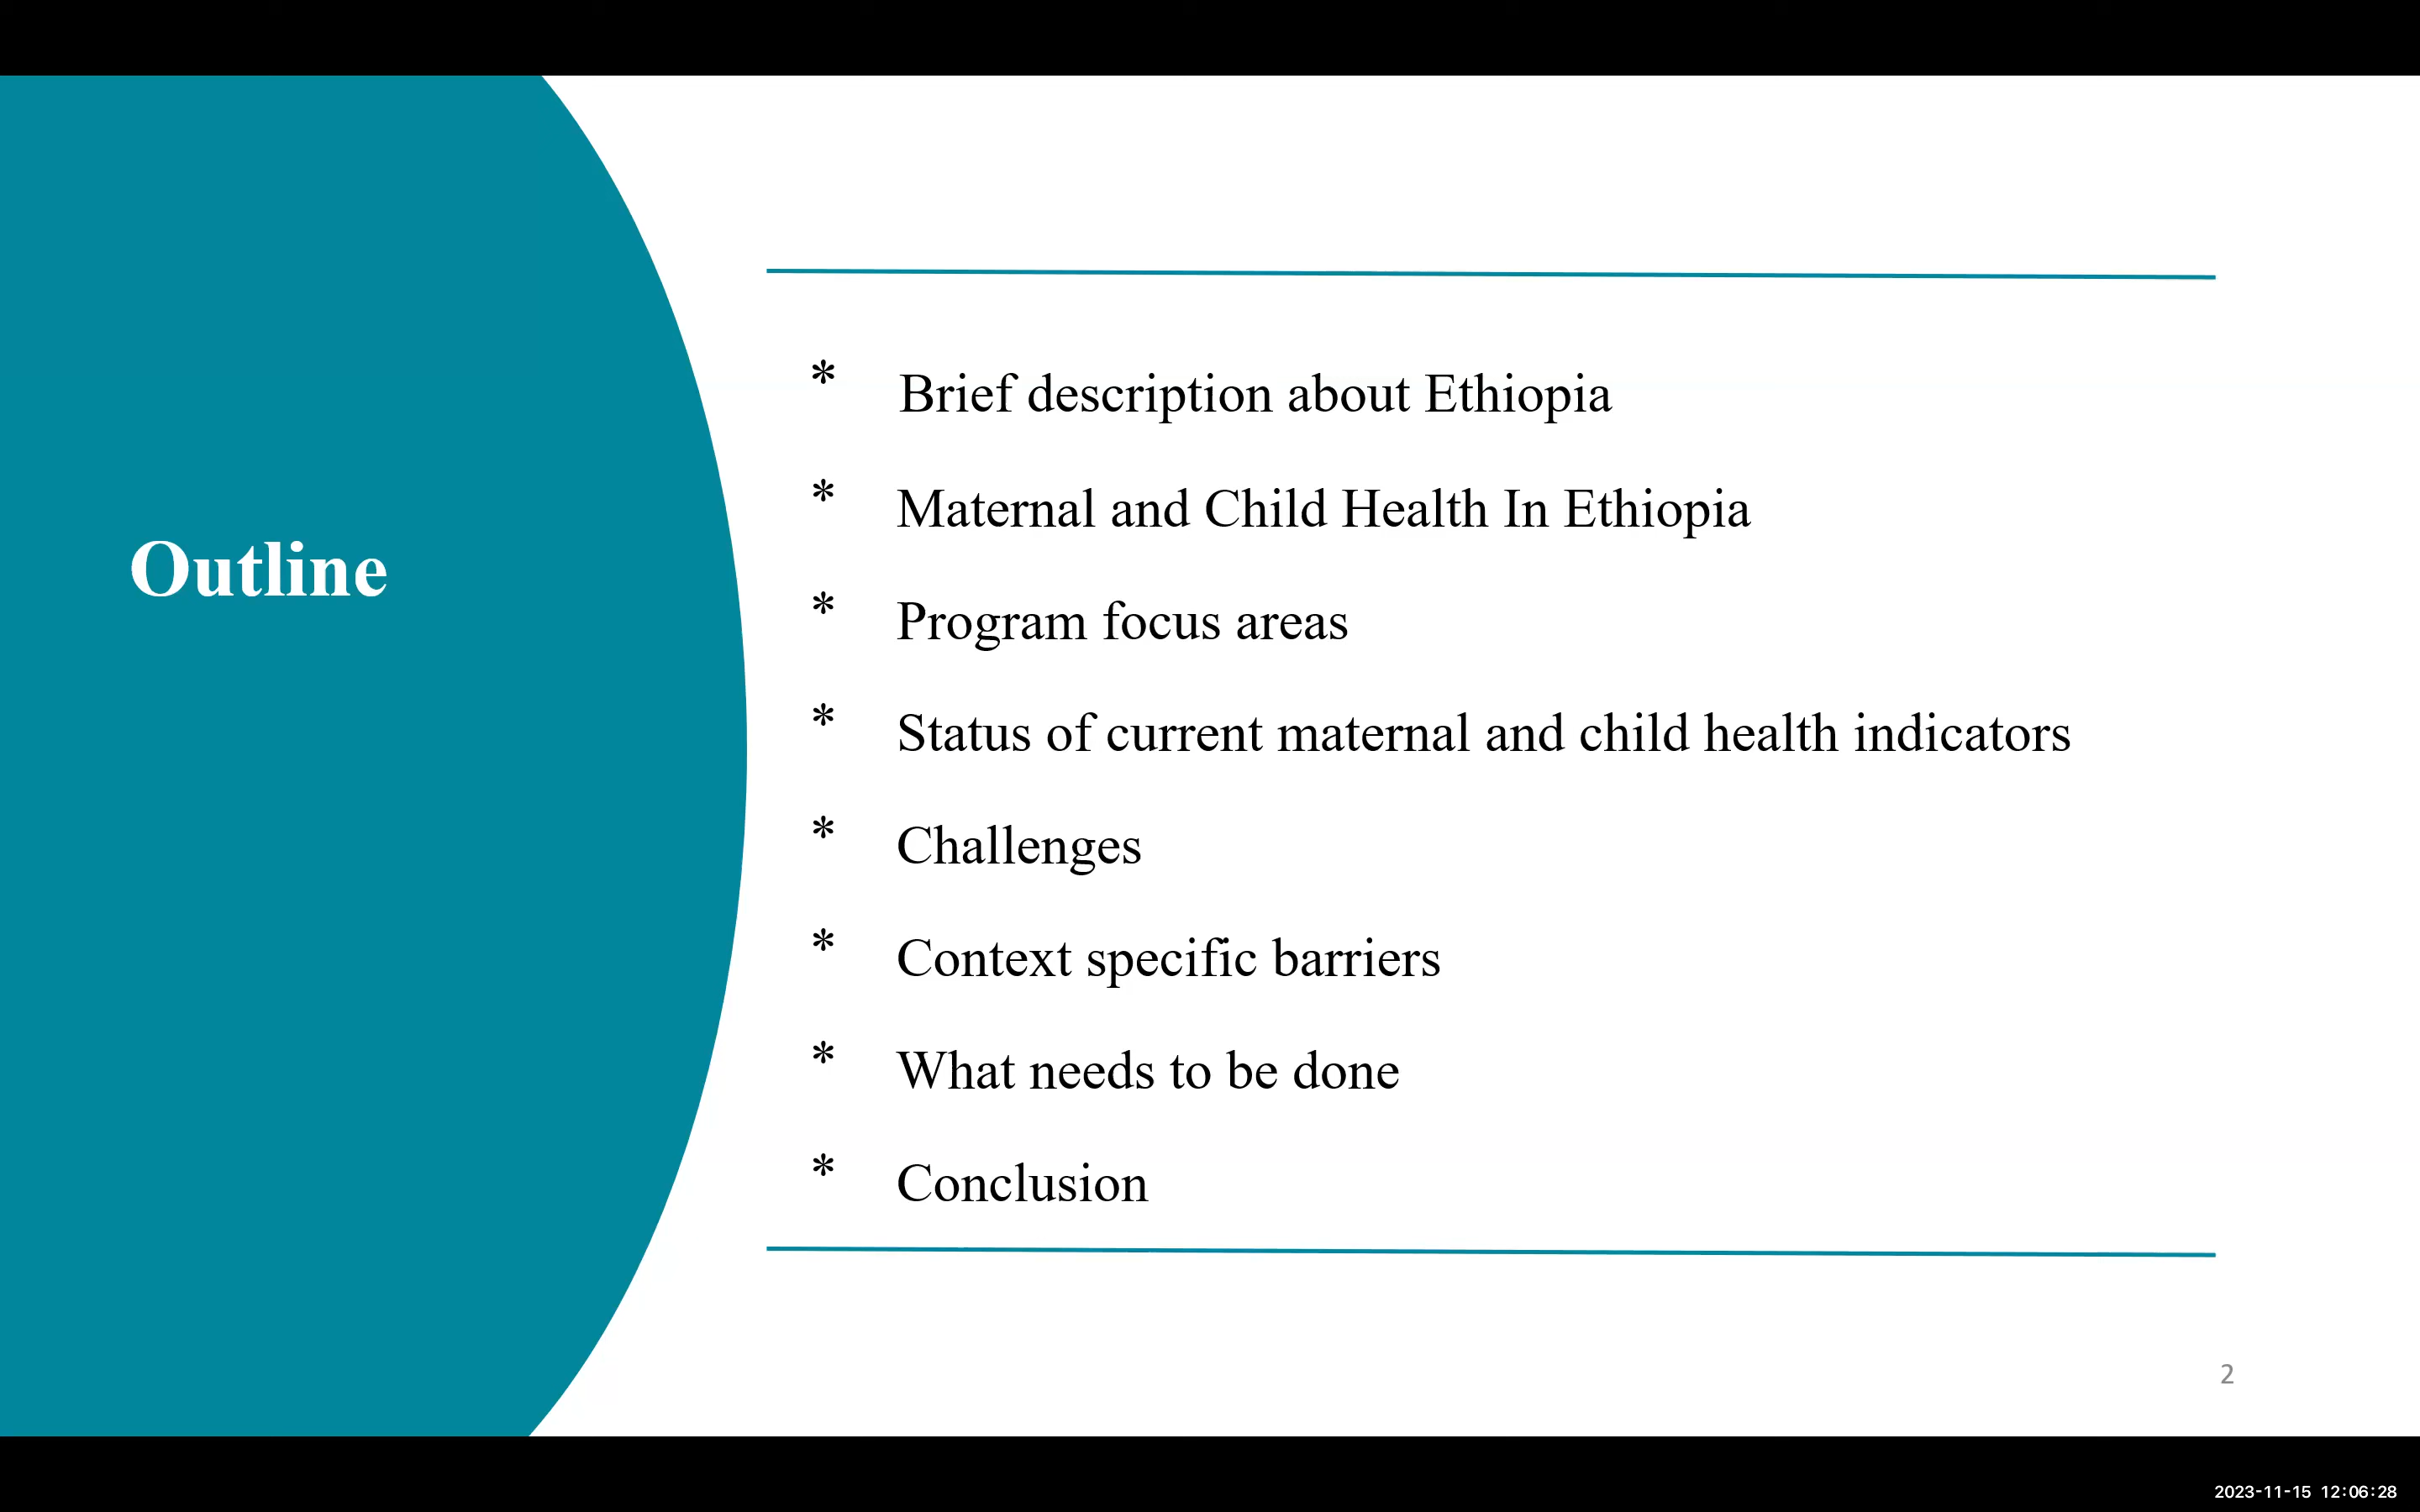 Outline
* Brief description about Ethiopia
* Maternal and Child Health In Ethiopia
* Program focus areas
* Status of current maternal and child health indicators
* Challenges
* Context specific barriers
* What needs to be done
* Conclusion
2
2023-11-15 12:06:28